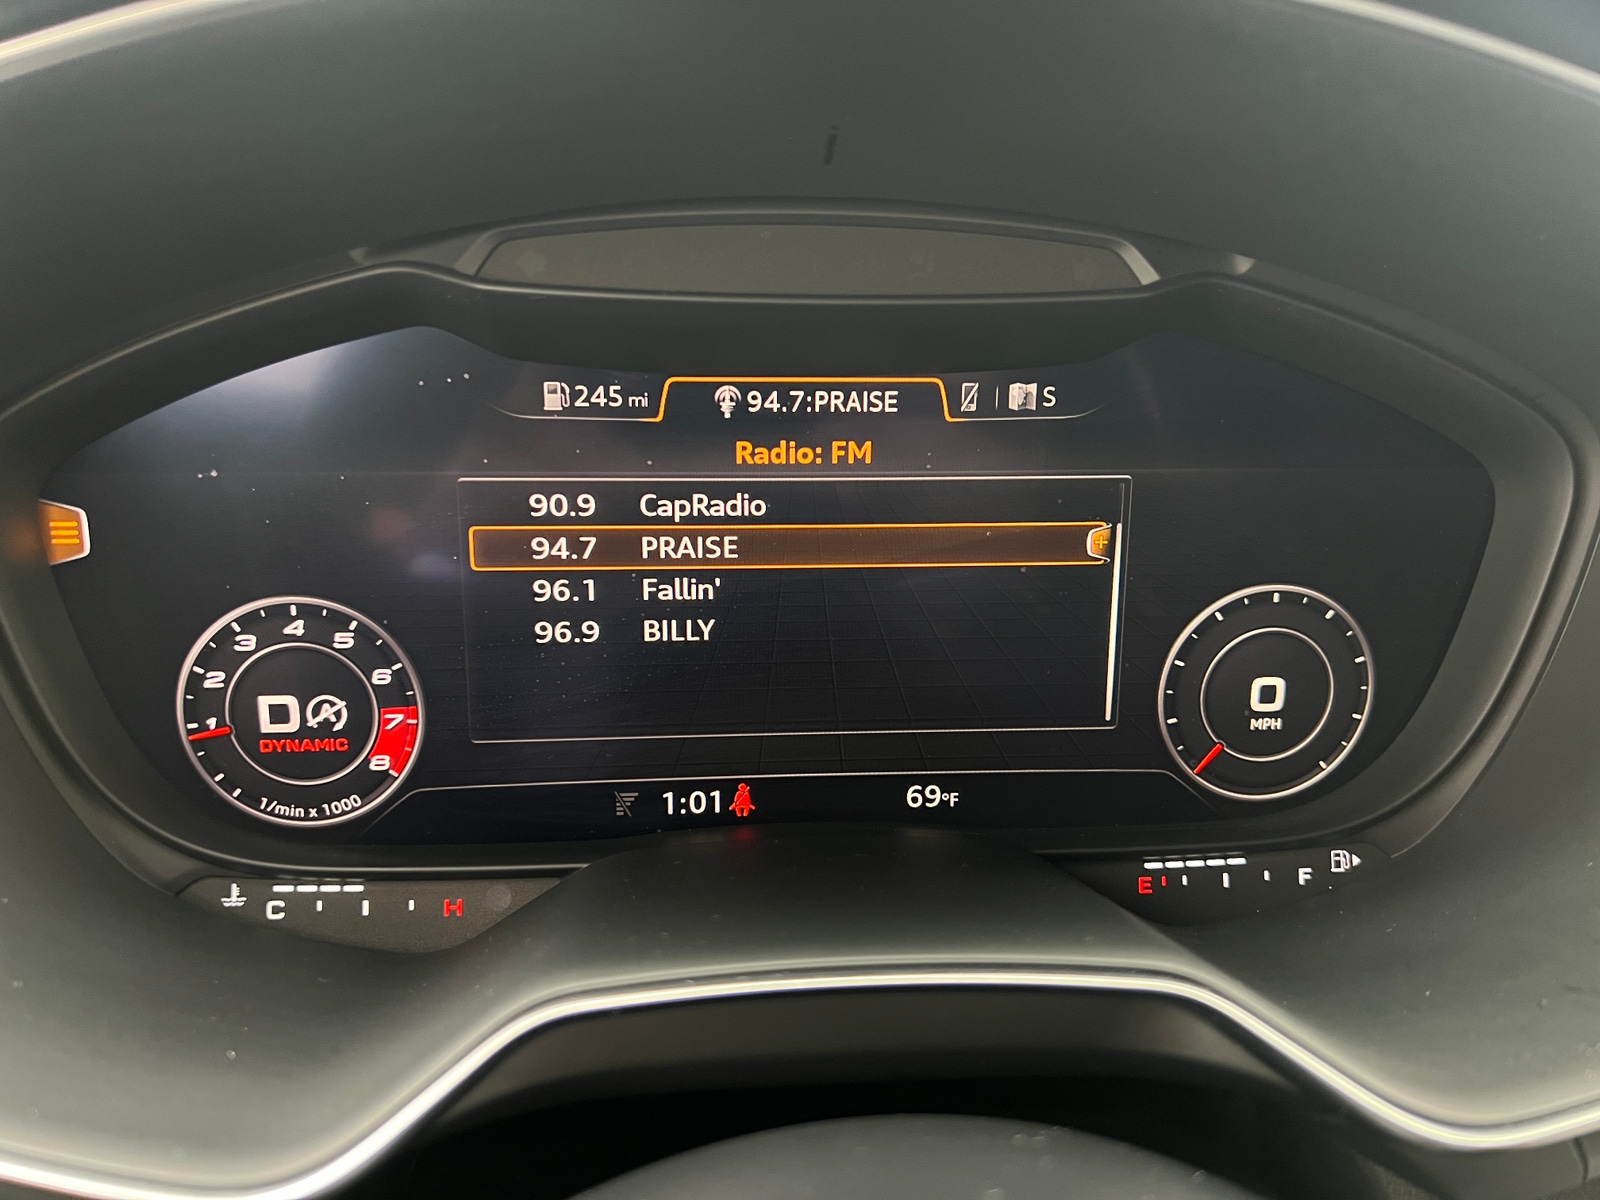 245 mi
94.7:PRAISE
S
Radio: FM
90.9 CapRadio
94.7 PRAISE
96.1 Fallin'
96.9 BILLY
1 2 3 4 5 6 7 8
D A
DYNAMIC
1/min x 1000
0
MPH
1:01
69°F
C H
E F